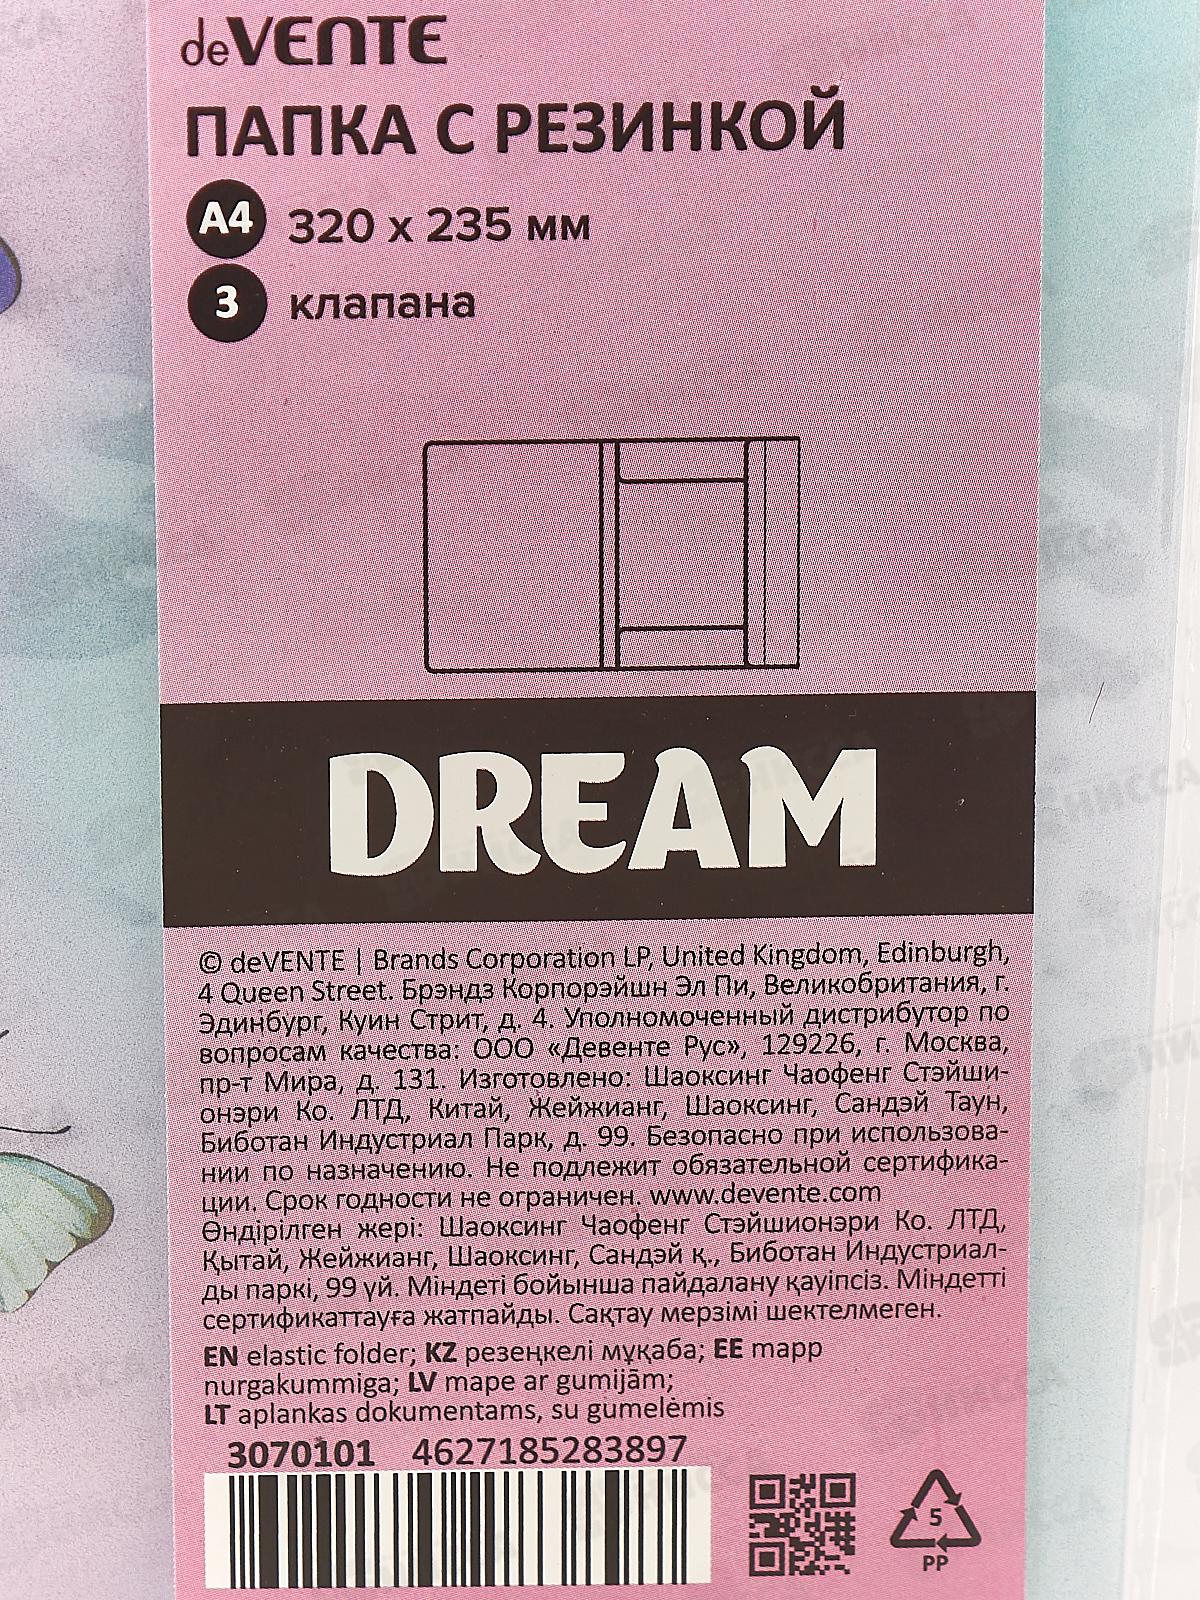 deVENTE
ПАПКА С РЕЗИНКОЙ
A4 320 x 235 мм
3 клапана
DREAM
© deVENTE | Brands Corporation LP, United Kingdom, Edinburgh,
4 Queen Street. Брэндз Корпорэйшн Эл Пи, Великобритания, г.
Эдинбург, Куин Стрит, д. 4. Уполномоченный дистрибутор по
вопросам качества: ООО «Девенте Рус», 129226, г. Москва,
пр-т Мира, д. 131. Изготовлено: Шаоксинг Чаофенг Стэйши-
онэри Ко. ЛТД, Китай, Жейжианг, Шаоксинг, Сандэй Таун,
Биботан Индустриал Парк, д. 99. Безопасно при использова-
нии по назначению. Не подлежит обязательной сертифика-
ции. Срок годности не ограничен. www.devente.com
Өндірілген жері: Шаоксинг Чаофенг Стэйшионэри Ко. ЛТД,
Қытай, Жейжианг, Шаоксинг, Сандэй қ., Биботан Индустриал-
ды паркі, 99 үй. Міндеті бойынша пайдалану қауіпсіз. Міндетті
сертификаттауға жатпайды. Сақтау мерзімі шектелмеген.
EN elastic folder; KZ резеңкелі мұқаба; EE mapp
nurgakummiga; LV mape ar gumijām;
LT aplankas dokumentams, su gumelėmis
3070101 4627185283897
5
PP